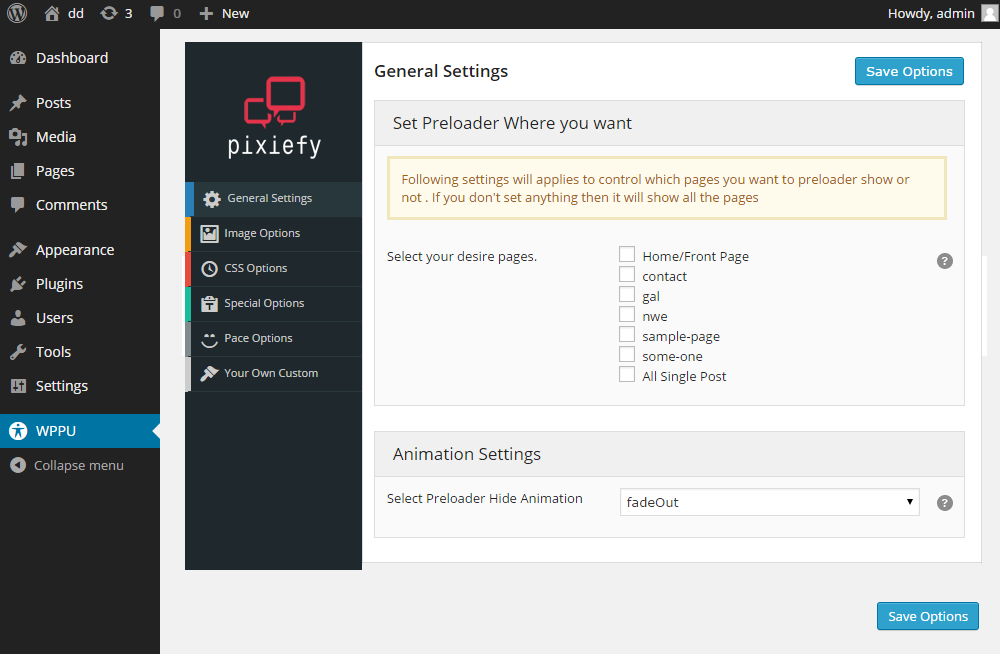 dd 3 0 New Howdy, admin
Dashboard
Posts
Media
Pages
Comments
Appearance
Plugins
Users
Tools
Settings
WPPU
Collapse menu
pixiefy
General Settings
Image Options
CSS Options
Special Options
Pace Options
Your Own Custom
General Settings
Save Options
Set Preloader Where you want
Following settings will applies to control which pages you want to preloader show or
not . If you don't set anything then it will show all the pages
Select your desire pages.
Home/Front Page
contact
gal
nwe
sample-page
some-one
All Single Post
?
Animation Settings
Select Preloader Hide Animation
fadeOut
?
Save Options